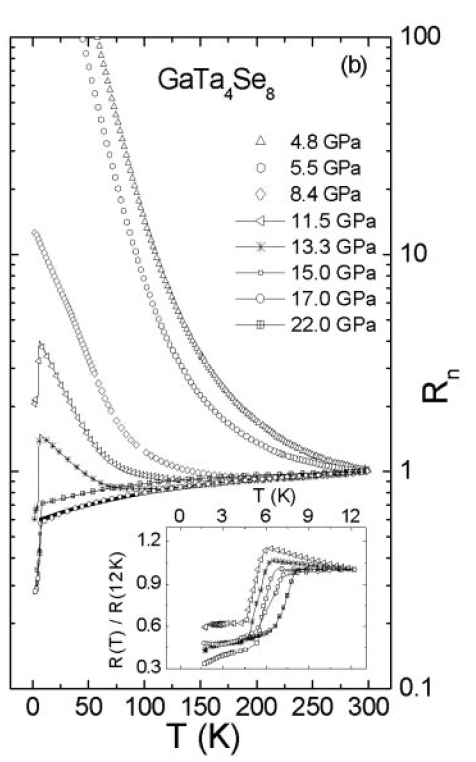 (b)
GaTa4Se8
4.8 GPa
5.5 GPa
8.4 GPa
11.5 GPa
13.3 GPa
15.0 GPa
17.0 GPa
22.0 GPa
100
10
1
0.1
Rn
T (K)
0 3 6 9 12
1.2
0.9
0.6
0.3
R(T) / R(12K)
0 50 100 150 200 250 300
T (K)